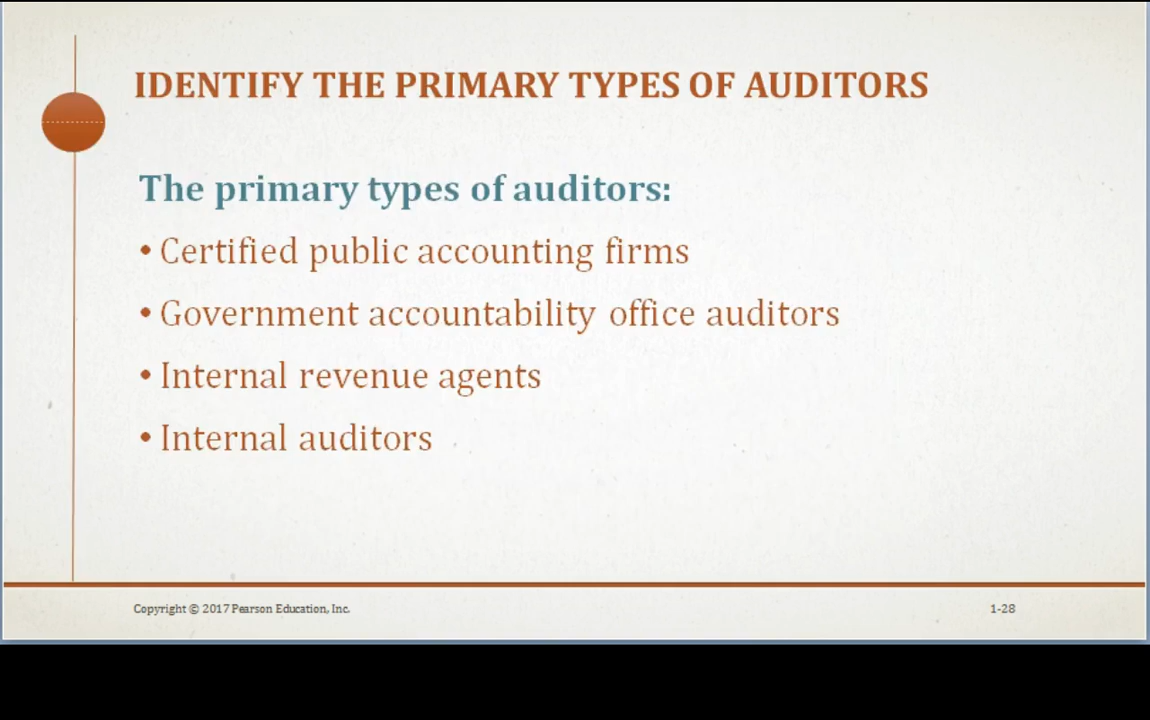 IDENTIFY THE PRIMARY TYPES OF AUDITORS
The primary types of auditors:
• Certified public accounting firms
• Government accountability office auditors
• Internal revenue agents
• Internal auditors
Copyright © 2017 Pearson Education, Inc.
1-28